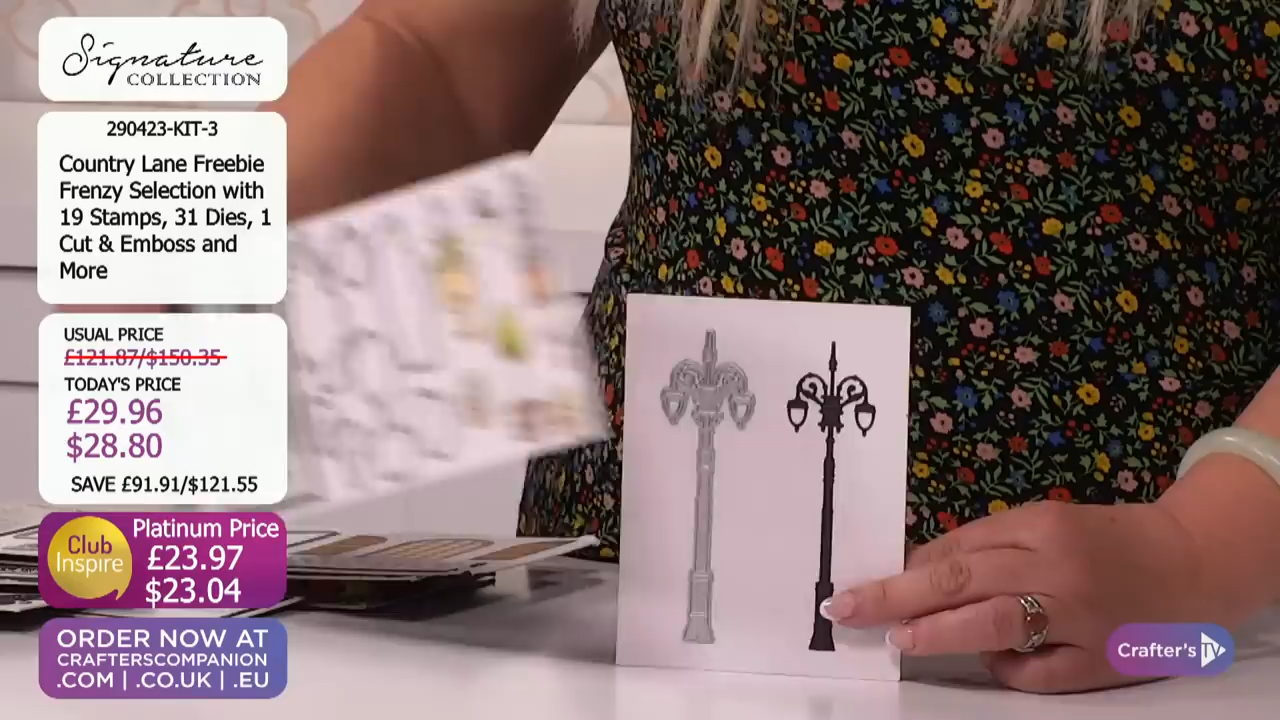 Signature
COLLECTION
290423-KIT-3
Country Lane Freebie
Frenzy Selection with
19 Stamps, 31 Dies, 1
Cut & Emboss and
More
USUAL PRICE
£121.87/$150.35
TODAY'S PRICE
£29.96
$28.80
SAVE £91.91/$121.55
Club
Inspire
Platinum Price
£23.97
$23.04
ORDER NOW AT
CRAFTERSCOMPANION
.COM | .CO.UK | .EU
Crafter's TV